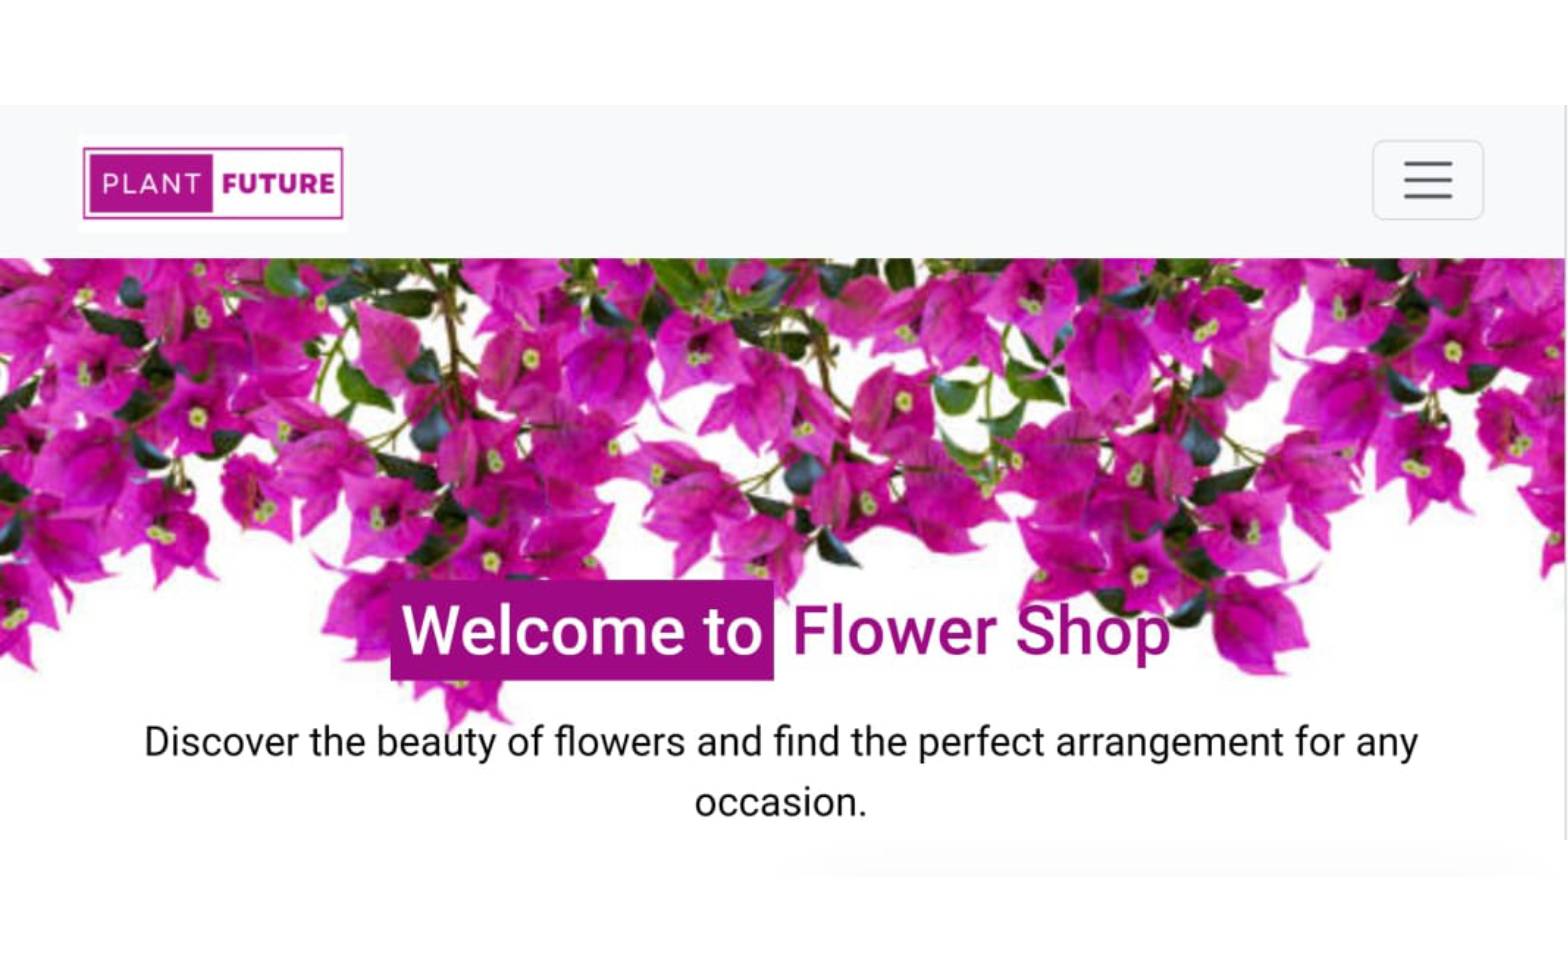 PLANT FUTURE
Welcome to Flower Shop
Discover the beauty of flowers and find the perfect arrangement for any
occasion.